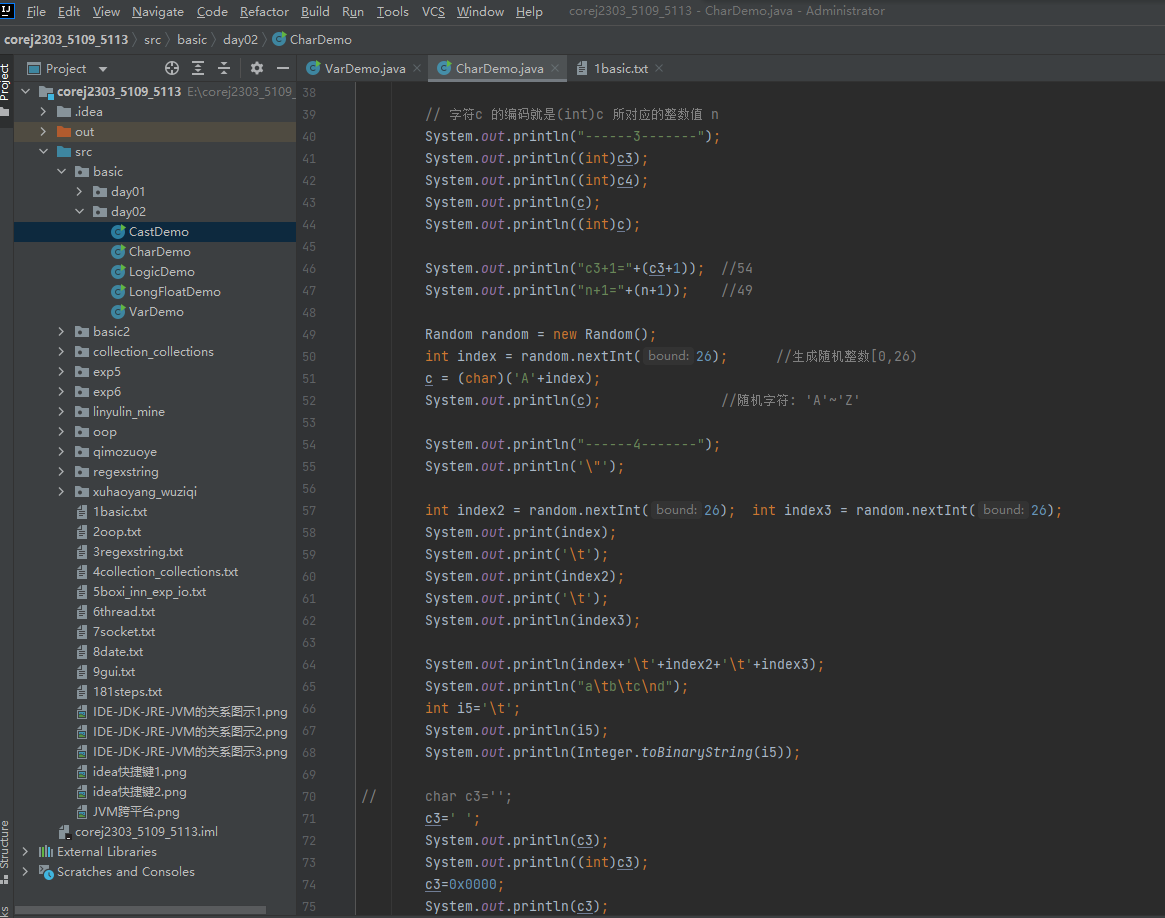 File Edit View Navigate Code Refactor Build Run Tools VCS Window Help corej2303_5109_5113 - CharDemo.java - Administrator
corej2303_5109_5113 src basic day02 CharDemo
Project
Project
VarDemo.java CharDemo.java 1basic.txt
corej2303_5109_5113 E:\corej2303_5109_
.idea
out
src
basic
day01
day02
CastDemo
CharDemo
LogicDemo
LongFloatDemo
VarDemo
basic2
collection_collections
exp5
exp6
linyulin_mine
oop
qimozuoye
regexstring
xuhaoyang_wuziqi
1basic.txt
2oop.txt
3regexstring.txt
4collection_collections.txt
5boxi_inn_exp_io.txt
6thread.txt
7socket.txt
8date.txt
9gui.txt
181steps.txt
IDE-JDK-JRE-JVM的关系图示1.png
IDE-JDK-JRE-JVM的关系图示2.png
IDE-JDK-JRE-JVM的关系图示3.png
idea快捷键1.png
idea快捷键2.png
JVM跨平台.png
corej2303_5109_5113.iml
External Libraries
Scratches and Consoles
Structure
38
39 // 字符c 的编码就是(int)c 所对应的整数值 n
40 System.out.println("------3-------");
41 System.out.println((int)c3);
42 System.out.println((int)c4);
43 System.out.println(c);
44 System.out.println((int)c);
45
46 System.out.println("c3+1="+(c3+1)); //54
47 System.out.println("n+1="+(n+1)); //49
48
49 Random random = new Random();
50 int index = random.nextInt( bound: 26); //生成随机整数[0,26)
51 c = (char)('A'+index);
52 System.out.println(c); //随机字符: 'A'~'Z'
53
54 System.out.println("------4-------");
55 System.out.println('\"');
56
57 int index2 = random.nextInt( bound: 26); int index3 = random.nextInt( bound: 26);
58 System.out.print(index);
59 System.out.print('\t');
60 System.out.print(index2);
61 System.out.print('\t');
62 System.out.println(index3);
63
64 System.out.println(index+'\t'+index2+'\t'+index3);
65 System.out.println("a\tb\tc\nd");
66 int i5='\t';
67 System.out.println(i5);
68 System.out.println(Integer.toBinaryString(i5));
69
70 // char c3='';
71 c3=' ';
72 System.out.println(c3);
73 System.out.println((int)c3);
74 c3=0x0000;
75 System.out.println(c3);